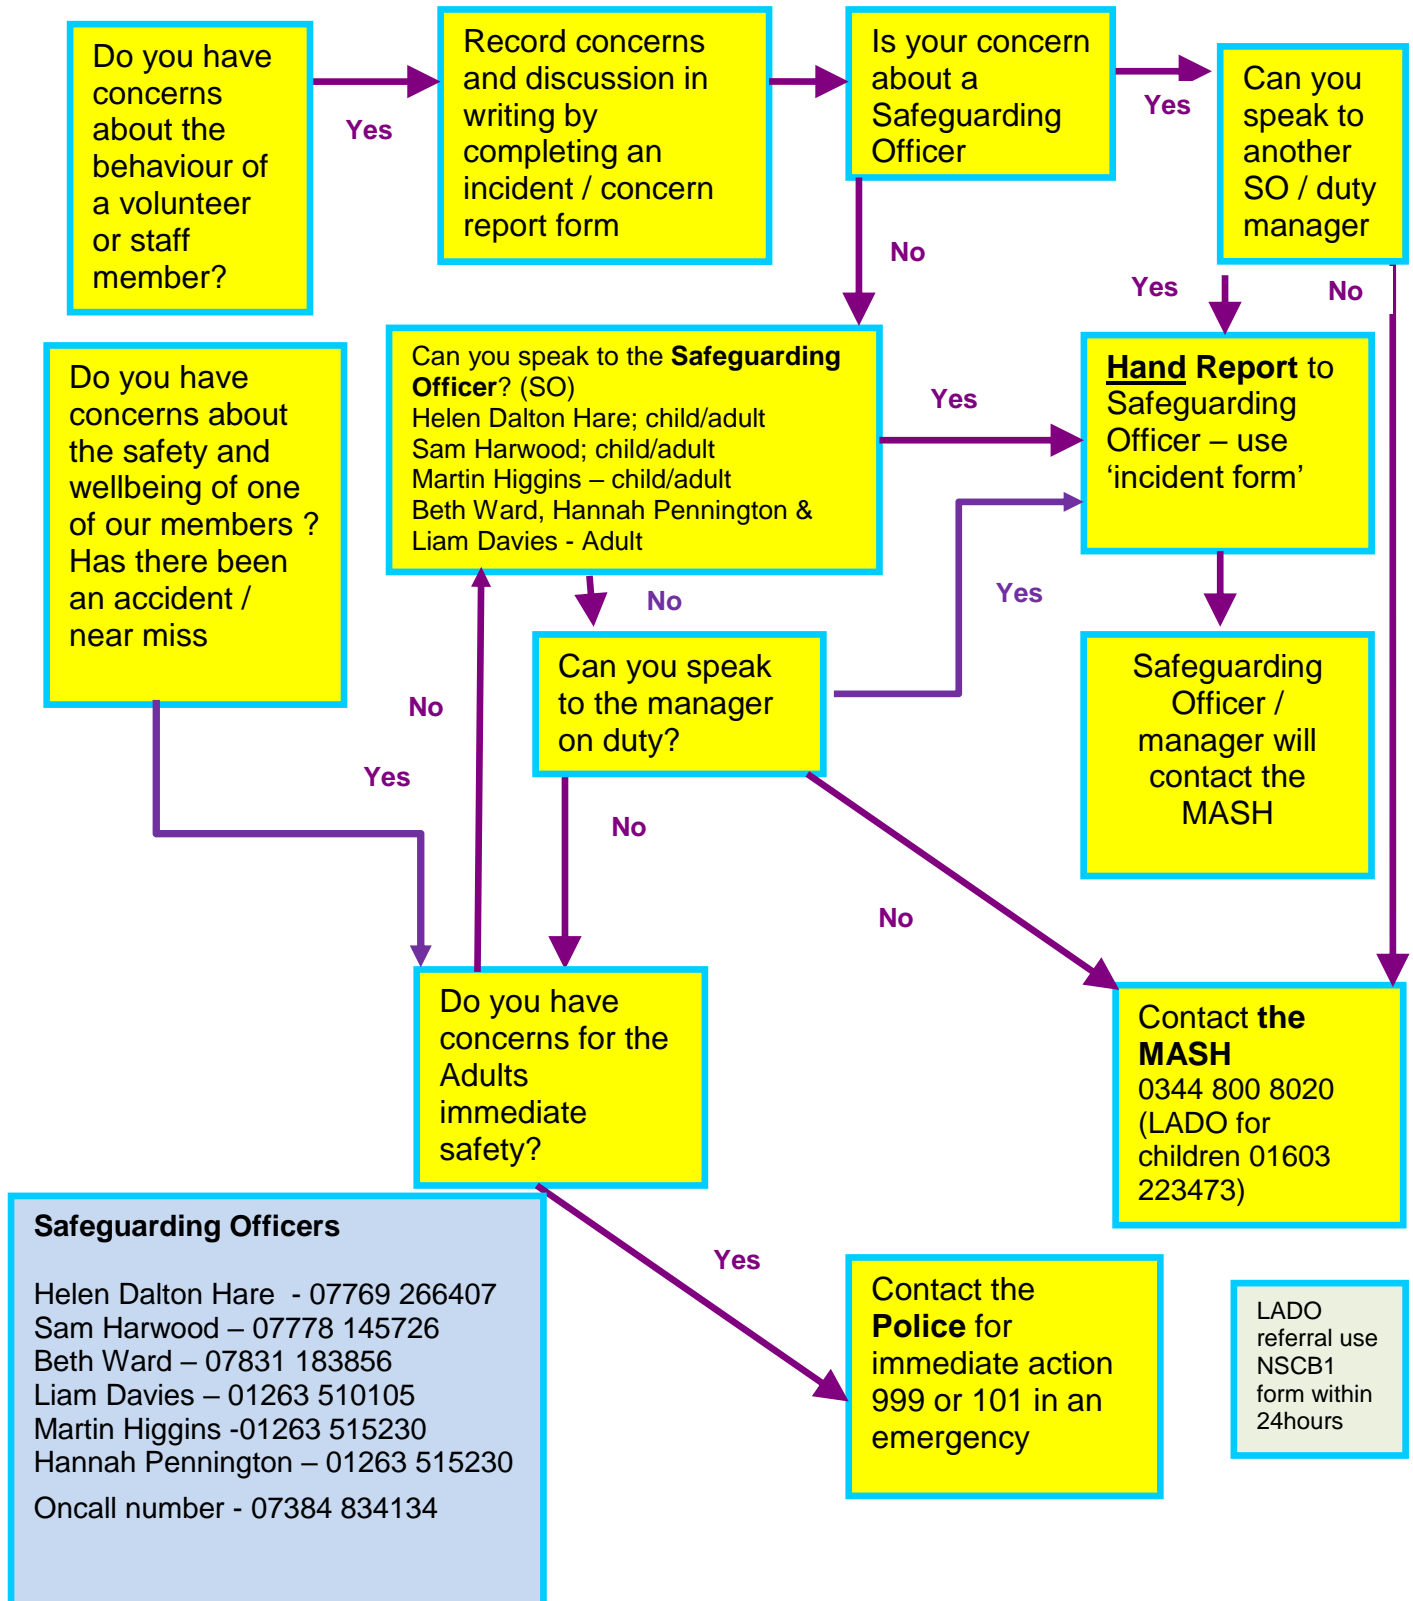 Do you have
concerns
about the
behaviour of
a volunteer
or staff
member?
Yes
Record concerns
and discussion in
writing by
completing an
incident / concern
report form
Is your concern
about a
Safeguarding
Officer
Yes
Can you
speak to
another
SO / duty
manager
No
Yes
No
Do you have
concerns about
the safety and
wellbeing of one
of our members ?
Has there been
an accident /
near miss
Can you speak to the Safeguarding
Officer? (SO)
Helen Dalton Hare; child/adult
Sam Harwood; child/adult
Martin Higgins – child/adult
Beth Ward, Hannah Pennington &
Liam Davies - Adult
Yes
Hand Report to
Safeguarding
Officer – use
‘incident form’
No
Yes
Can you speak
to the manager
on duty?
Safeguarding
Officer /
manager will
contact the
MASH
No
Yes
No
No
Do you have
concerns for the
Adults
immediate
safety?
Contact the
MASH
0344 800 8020
(LADO for
children 01603
223473)
Safeguarding Officers
Helen Dalton Hare - 07769 266407
Sam Harwood – 07778 145726
Beth Ward – 07831 183856
Liam Davies – 01263 510105
Martin Higgins -01263 515230
Hannah Pennington – 01263 515230
Oncall number - 07384 834134
Yes
Contact the
Police for
immediate action
999 or 101 in an
emergency
LADO
referral use
NSCB1
form within
24hours